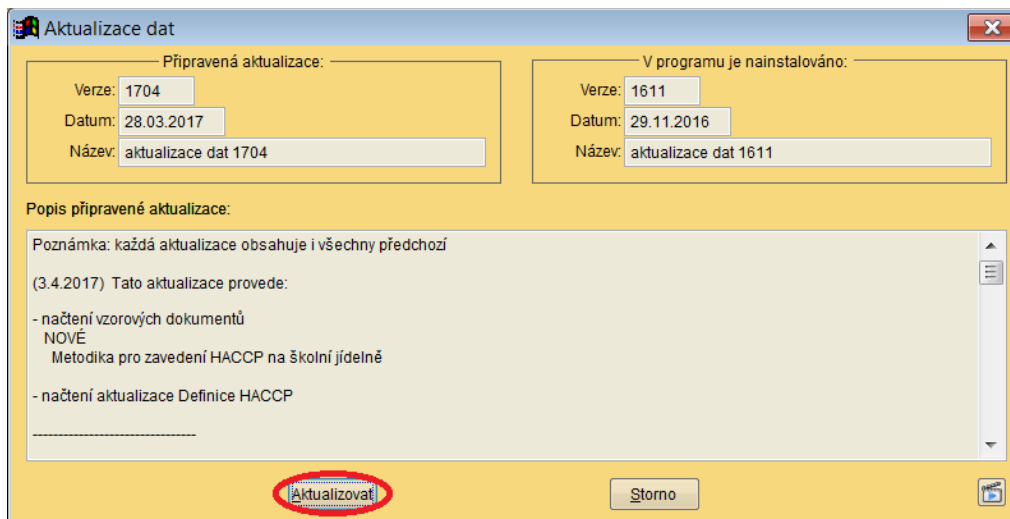 Aktualizace dat
Připravená aktualizace:
Verze: 1704
Datum: 28.03.2017
Název: aktualizace dat 1704
V programu je nainstalováno:
Verze: 1611
Datum: 29.11.2016
Název: aktualizace dat 1611
Popis připravené aktualizace:
Poznámka: každá aktualizace obsahuje i všechny předchozí
(3.4.2017) Tato aktualizace provede:
- načtení vzorových dokumentů
NOVÉ
Metodika pro zavedení HACCP na školní jídelně
- načtení aktualizace Definice HACCP
--------------------------------
Aktualizovat
Storno